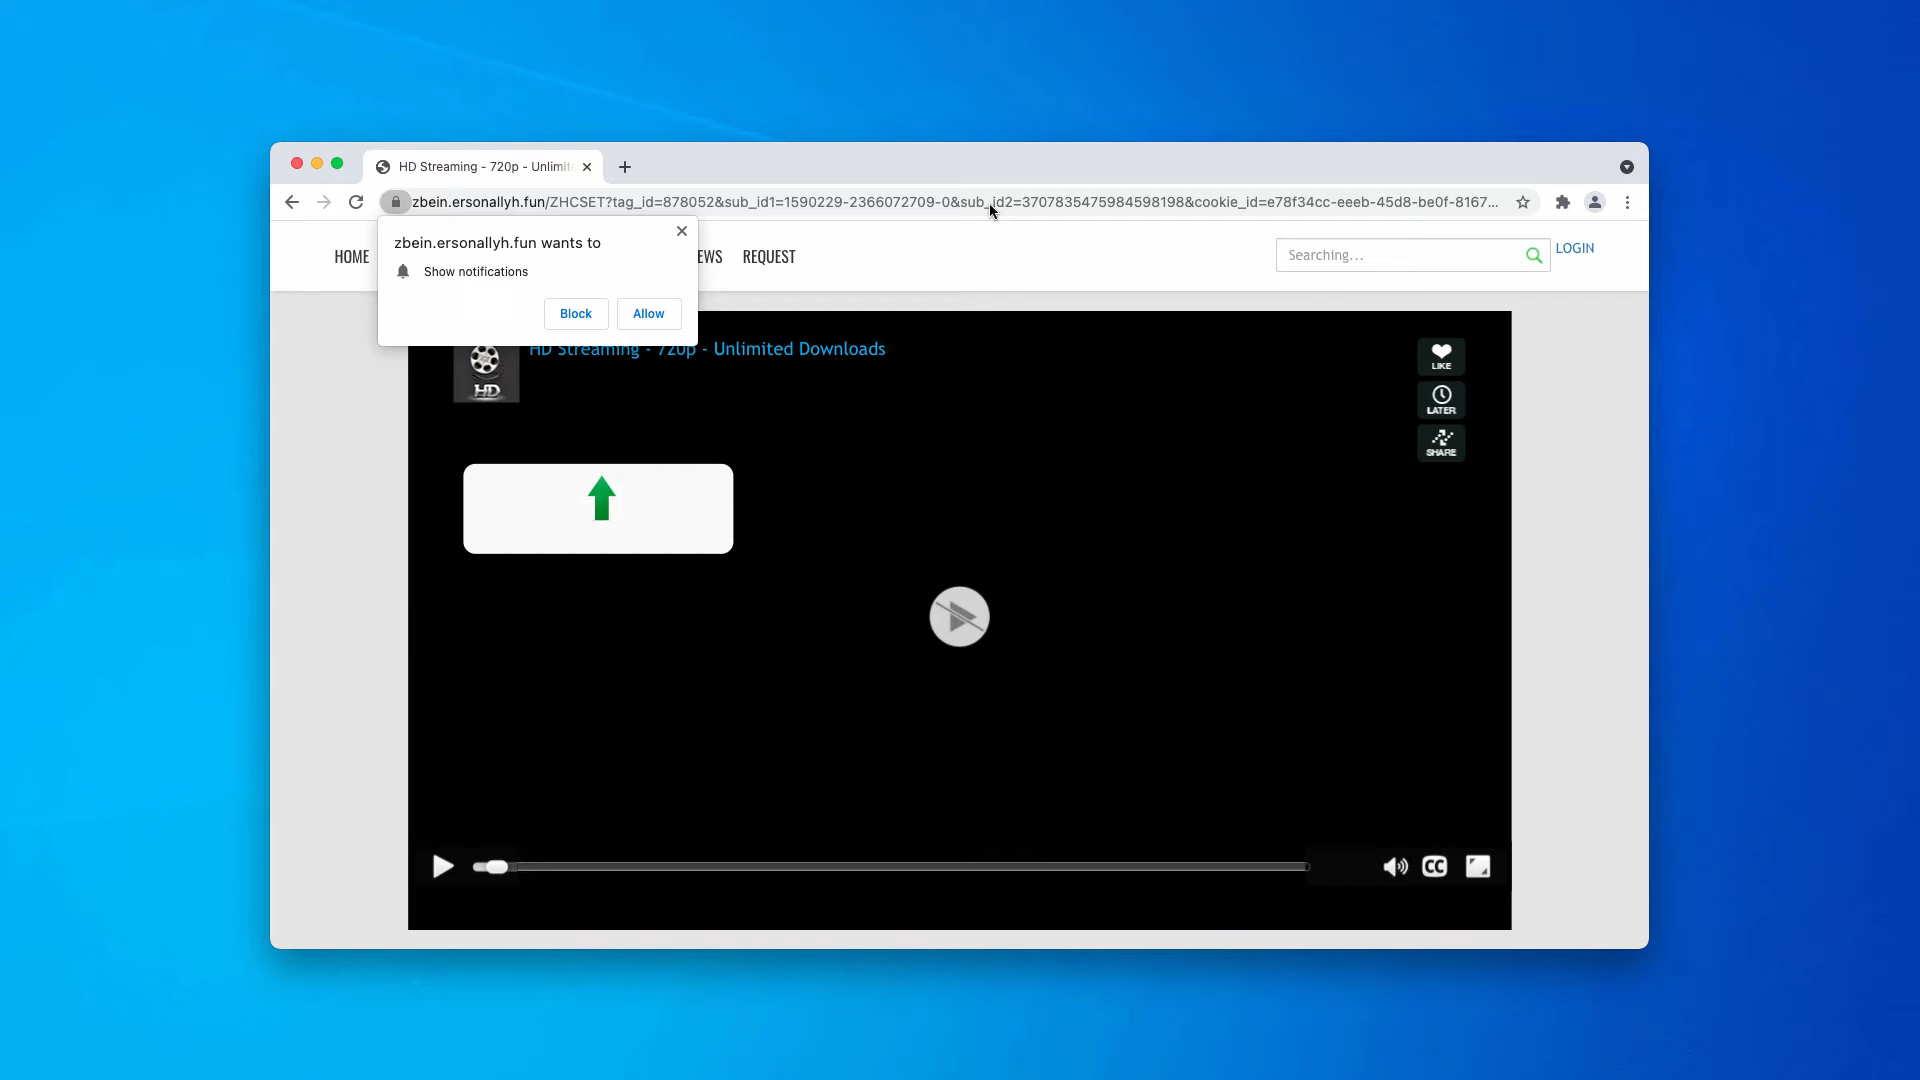 HD Streaming - 720p - Unlimit
zbein.ersonallyh.fun/ZHCSET?tag_id=878052&sub_id1=1590229-2366072709-0&sub_id2=3707835475984598198&cookie_id=e78f34cc-eeeb-45d8-be0f-8167...
zbein.ersonallyh.fun wants to
Show notifications
Block Allow
HOME EWS REQUEST
Searching...
LOGIN
HD Streaming - 720p - Unlimited Downloads
HD
LIKE
LATER
SHARE
CC